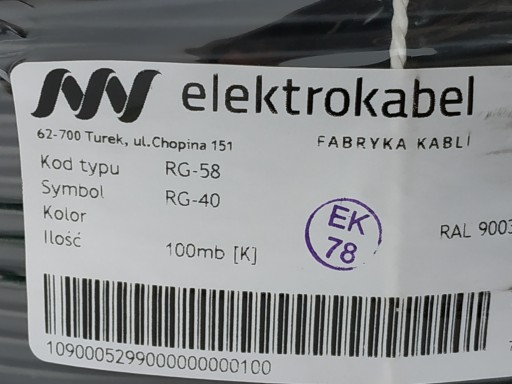 elektrokabel
62-700 Turek, ul.Chopina 151
FABRYKA KABLI
Kod typu RG-58
Symbol RG-40
Kolor RAL 9003
Ilość 100mb [K]
EK
78
1090005299000000000100